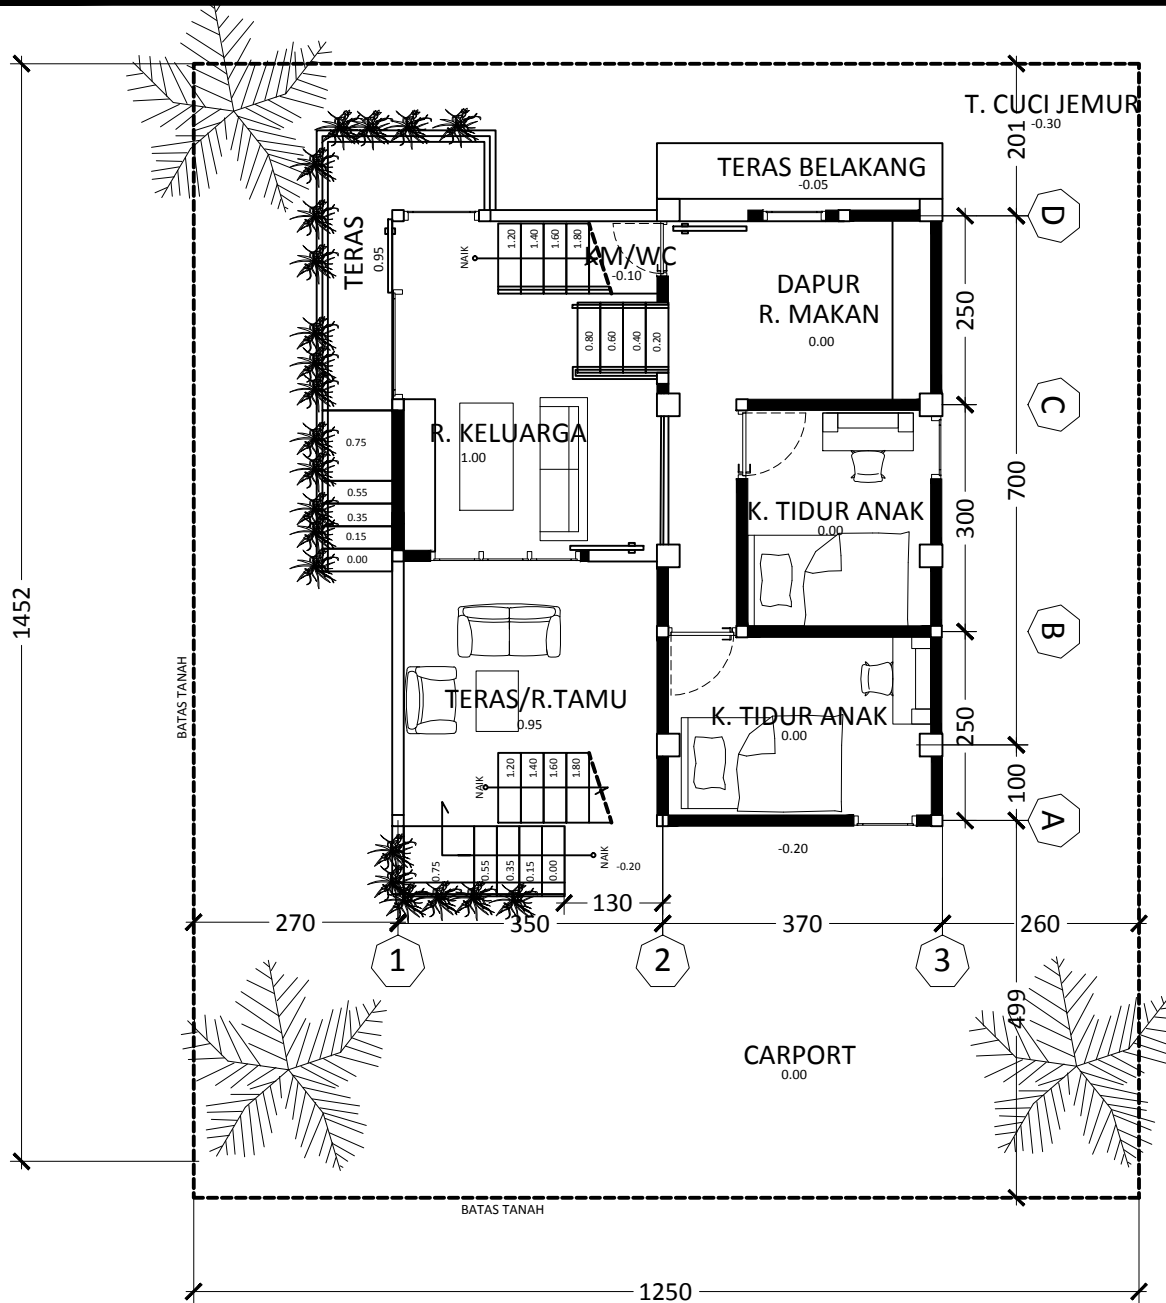 T. CUCI JEMUR
-0.30
201
TERAS BELAKANG
-0.05
D
TERAS
0.95
NAIK
1.20
1.40
1.60
1.80
KM/WC
-0.10
DAPUR
R. MAKAN
0.00
250
0.80
0.60
0.40
0.20
C
R. KELUARGA
1.00
0.75
0.55
0.35
0.15
0.00
700
300
K. TIDUR ANAK
0.00
1452
B
BATAS TANAH
TERAS/R.TAMU
0.95
K. TIDUR ANAK
0.00
250
100
NAIK
1.20
1.40
1.60
1.80
A
-0.20
0.75
0.55
0.35
0.15
0.00
NAIK
-0.20
130
270
350
370
260
1
2
3
499
CARPORT
0.00
BATAS TANAH
1250